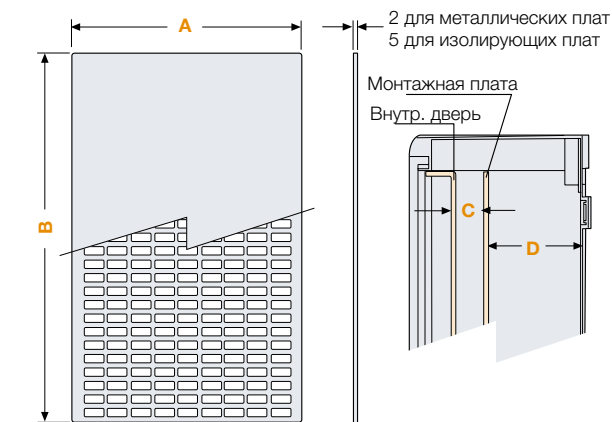 A
2 для металлических плат
5 для изолирующих плат
Монтажная плата
Внутр. дверь
B
C
D